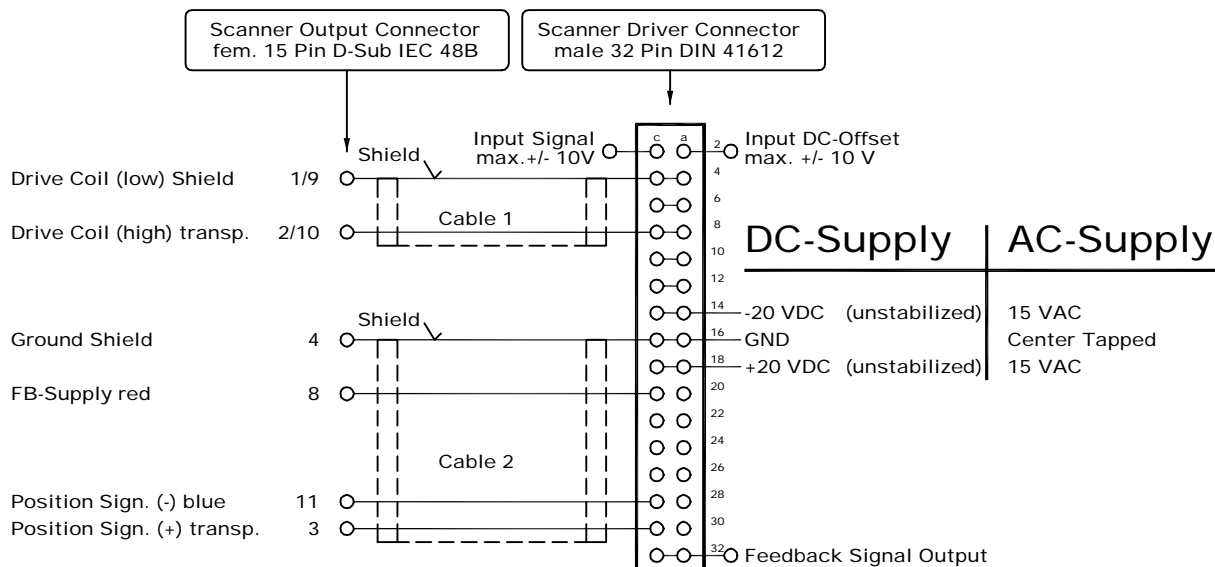 Scanner Output Connector
fem. 15 Pin D-Sub IEC 48B
Scanner Driver Connector
male 32 Pin DIN 41612
c a
Input Signal
max.+/- 10V
2 Input DC-Offset
max. +/- 10 V
Shield
Drive Coil (low) Shield 1/9
4
6
Cable 1
Drive Coil (high) transp. 2/10
8
10
12
DC-Supply AC-Supply
14 -20 VDC (unstabilized) 15 VAC
Shield
Ground Shield 4
16 GND Center Tapped
18 +20 VDC (unstabilized) 15 VAC
FB-Supply red 8
20
22
24
Cable 2
26
Position Sign. (-) blue 11
28
Position Sign. (+) transp. 3
30
32 Feedback Signal Output